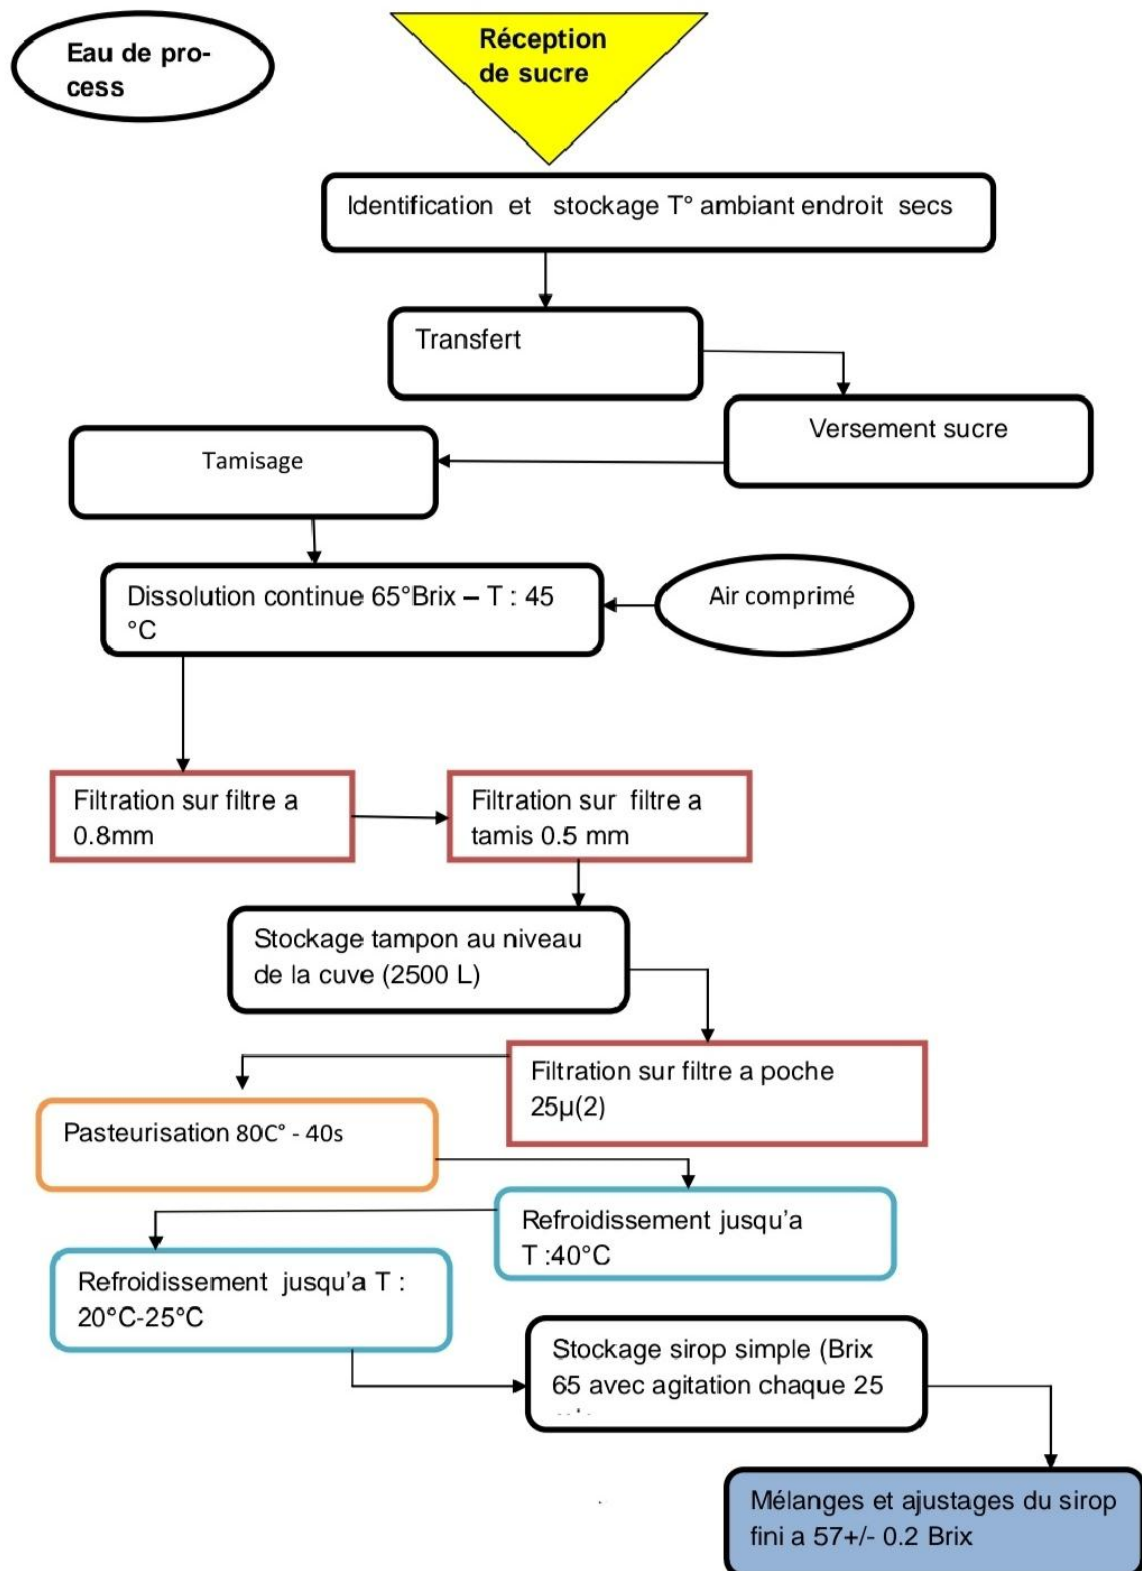 Eau de pro-
cess
Réception
de sucre
Identification et stockage T° ambiant endroit secs
Transfert
Versement sucre
Tamisage
Dissolution continue 65°Brix – T : 45
°C
Air comprimé
Filtration sur filtre a
0.8mm
Filtration sur filtre a
tamis 0.5 mm
Stockage tampon au niveau
de la cuve (2500 L)
Filtration sur filtre a poche
25µ(2)
Pasteurisation 80C° - 40s
Refroidissement jusqu’a
T :40°C
Refroidissement jusqu’a T :
20°C-25°C
Stockage sirop simple (Brix
65 avec agitation chaque 25
Mélanges et ajustages du sirop
fini a 57+/- 0.2 Brix